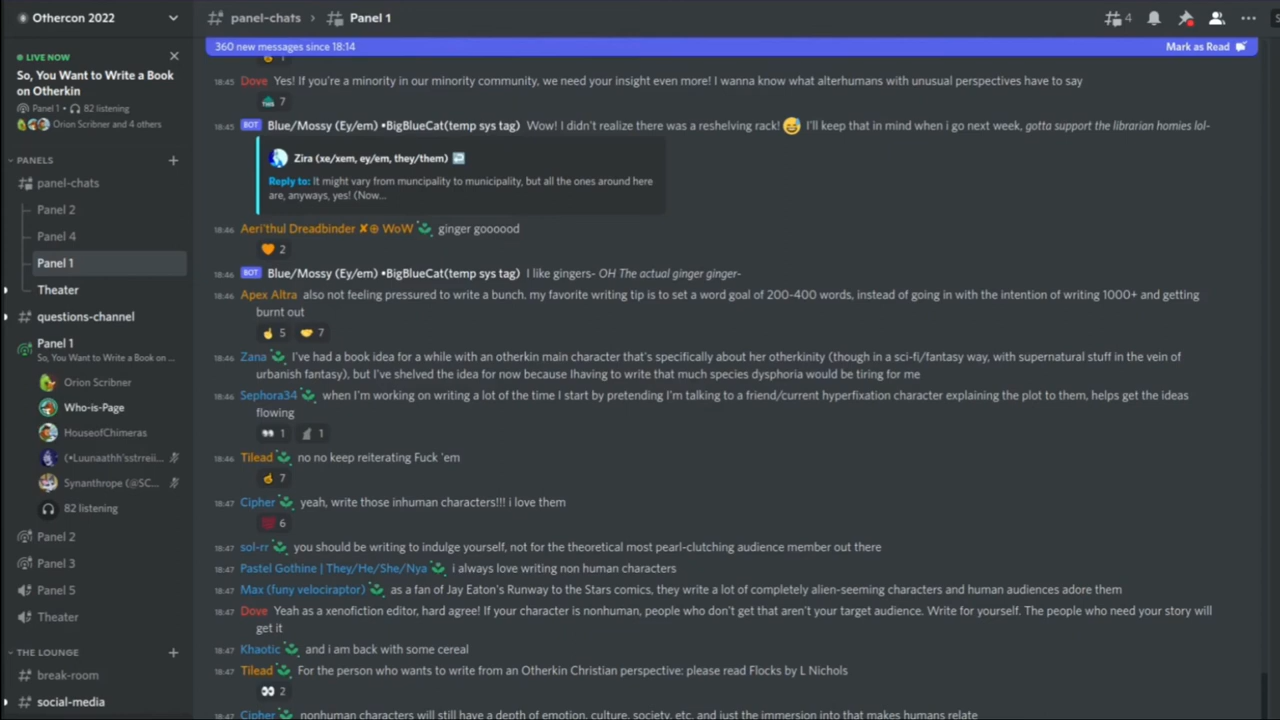 Othercon 2022
LIVE NOW
So, You Want to Write a Book
on Otherkin
Panel 1 • 82 listening
Orion Scribner and 4 others
PANELS
panel-chats
Panel 2
Panel 4
Panel 1
Theater
questions-channel
Panel 1
So, You Want to Write a Book on ...
Orion Scribner
Who-is-Page
HouseofChimeras
(•Luunaathh'sstrreii...
Synanthrope (@SC...
82 listening
Panel 2
Panel 3
Panel 5
Theater
THE LOUNGE
break-room
social-media
panel-chats > Panel 1
4
360 new messages since 18:14
Mark as Read
1
18:45 Dove Yes! If you're a minority in our minority community, we need your insight even more! I wanna know what alterhumans with unusual perspectives have to say
7
18:45 BOT Blue/Mossy (Ey/em) •BigBlueCat(temp sys tag) Wow! I didn't realize there was a reshelving rack! 😅 I'll keep that in mind when i go next week, gotta support the librarian homies lol-
Zira (xe/xem, ey/em, they/them)
Reply to: It might vary from muncipality to municipality, but all the ones around here
are, anyways, yes! (Now...
18:46 Aeri'thul Dreadbinder ✘⊕ WoW ginger goooood
🧡 2
18:46 BOT Blue/Mossy (Ey/em) •BigBlueCat(temp sys tag) I like gingers- OH The actual ginger ginger-
18:46 Apex Altra also not feeling pressured to write a bunch. my favorite writing tip is to set a word goal of 200-400 words, instead of going in with the intention of writing 1000+ and getting
burnt out
5 7
18:46 Zana I've had a book idea for a while with an otherkin main character that's specifically about her otherkinity (though in a sci-fi/fantasy way, with supernatural stuff in the vein of
urbanish fantasy), but I've shelved the idea for now because Ihaving to write that much species dysphoria would be tiring for me
18:46 Sephora34 when I'm working on writing a lot of the time I start by pretending I'm talking to a friend/current hyperfixation character explaining the plot to them, helps get the ideas
flowing
👀 1 1
18:46 Tilead no no keep reiterating Fuck 'em
7
18:47 Cipher yeah, write those inhuman characters!!! i love them
💯 6
18:47 sol-rr you should be writing to indulge yourself, not for the theoretical most pearl-clutching audience member out there
18:47 Pastel Gothine | They/He/She/Nya i always love writing non human characters
18:47 Max (funy velociraptor) as a fan of Jay Eaton's Runway to the Stars comics, they write a lot of completely alien-seeming characters and human audiences adore them
18:47 Dove Yeah as a xenofiction editor, hard agree! If your character is nonhuman, people who don't get that aren't your target audience. Write for yourself. The people who need your story will
get it
18:47 Khaotic and i am back with some cereal
18:47 Tilead For the person who wants to write from an Otherkin Christian perspective: please read Flocks by L Nichols
👀 2
Cipher nonhuman characters will still have a depth of emotion, culture, society, etc. and just the immersion into that makes humans relate